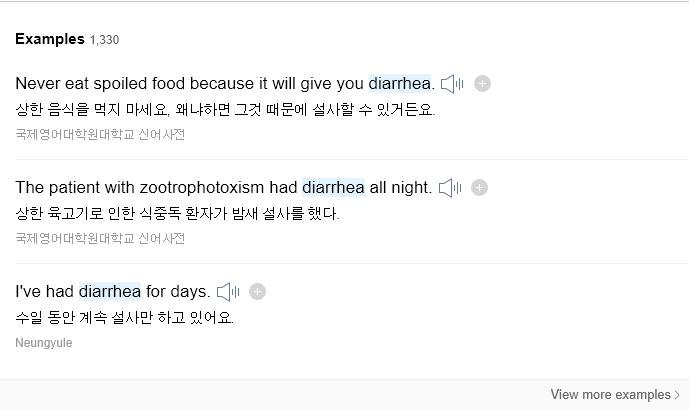 Examples 1,330
Never eat spoiled food because it will give you diarrhea.
상한 음식을 먹지 마세요, 왜냐하면 그것 때문에 설사할 수 있거든요.
국제영어대학원대학교 신어사전
The patient with zootrophotoxism had diarrhea all night.
상한 육고기로 인한 식중독 환자가 밤새 설사를 했다.
국제영어대학원대학교 신어사전
I've had diarrhea for days.
수일 동안 계속 설사만 하고 있어요.
Neungyule
View more examples